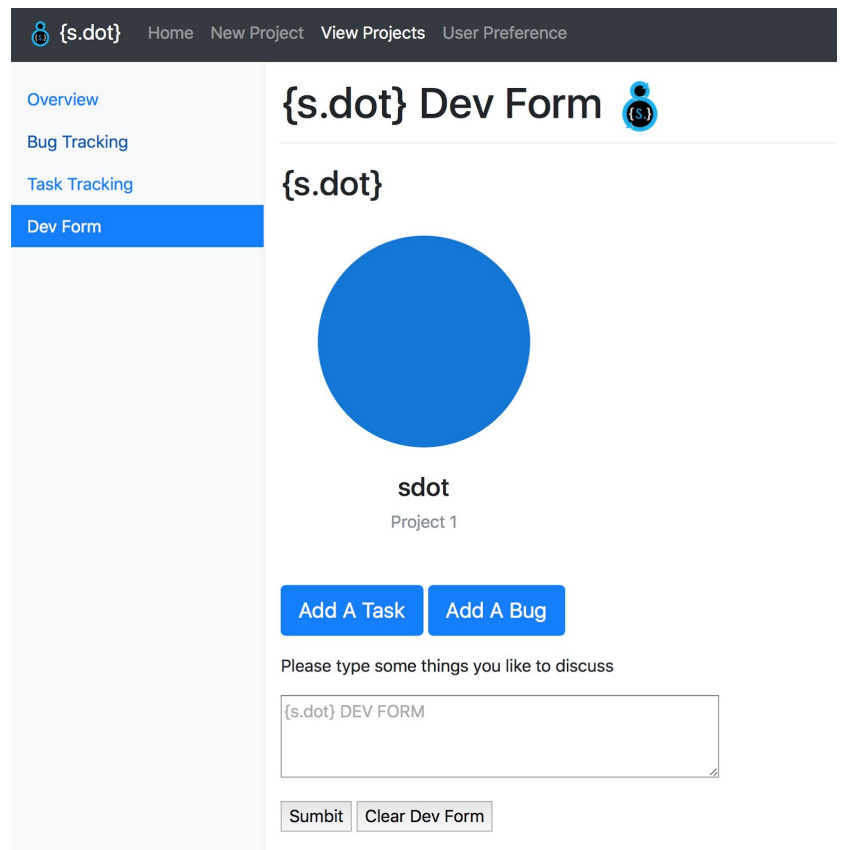 {s.} {s.dot} Home New Project View Projects User Preference
Overview
Bug Tracking
Task Tracking
Dev Form
{s.dot} Dev Form {s.}
{s.dot}
sdot
Project 1
Add A Task Add A Bug
Please type some things you like to discuss
{s.dot} DEV FORM
Sumbit Clear Dev Form